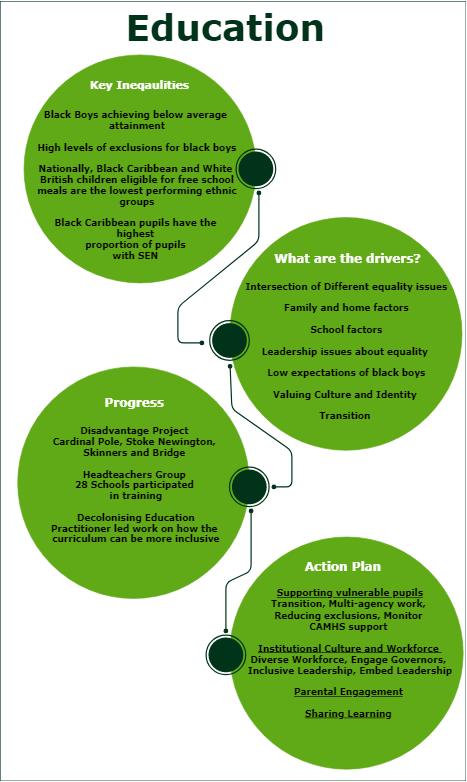 Education
Key Ineqaulities
Black Boys achieving below average
attainment
High levels of exclusions for black boys
Nationally, Black Caribbean and White
British children eligible for free school
meals are the lowest performing ethnic
groups
Black Caribbean pupils have the
highest
proportion of pupils
with SEN
What are the drivers?
Intersection of Different equality issues
Family and home factors
School factors
Leadership issues about equality
Low expectations of black boys
Valuing Culture and Identity
Transition
Progress
Disadvantage Project
Cardinal Pole, Stoke Newington,
Skinners and Bridge
Headteachers Group
28 Schools participated
in training
Decolonising Education
Practitioner led work on how the
curriculum can be more inclusive
Action Plan
Supporting vulnerable pupils
Transition, Multi-agency work,
Reducing exclusions, Monitor
CAMHS support
Institutional Culture and Workforce
Diverse Workforce, Engage Governors,
Inclusive Leadership, Embed Leadership
Parental Engagement
Sharing Learning